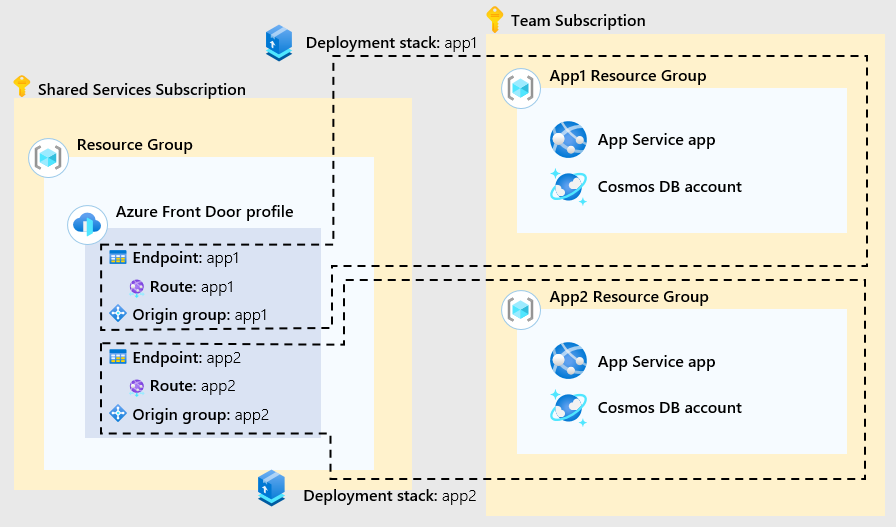 Team Subscription
Deployment stack: app1
App1 Resource Group
Shared Services Subscription
App Service app
Resource Group
Cosmos DB account
Azure Front Door profile
Endpoint: app1
Route: app1
Origin group: app1
App2 Resource Group
Endpoint: app2
App Service app
Route: app2
Cosmos DB account
Origin group: app2
Deployment stack: app2